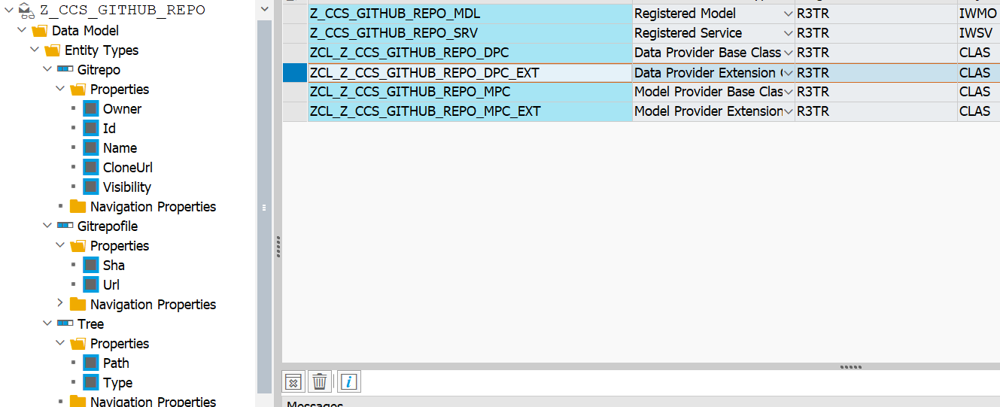 Z_CCS_GITHUB_REPO
Data Model
Entity Types
Gitrepo
Properties
Owner
Id
Name
CloneUrl
Visibility
Navigation Properties
Gitrepofile
Properties
Sha
Url
Navigation Properties
Tree
Properties
Path
Type
Navigation Properties
Z_CCS_GITHUB_REPO_MDL Registered Model R3TR IWMO
Z_CCS_GITHUB_REPO_SRV Registered Service R3TR IWSV
ZCL_Z_CCS_GITHUB_REPO_DPC Data Provider Base Class R3TR CLAS
ZCL_Z_CCS_GITHUB_REPO_DPC_EXT Data Provider Extension R3TR CLAS
ZCL_Z_CCS_GITHUB_REPO_MPC Model Provider Base Clas R3TR CLAS
ZCL_Z_CCS_GITHUB_REPO_MPC_EXT Model Provider Extension R3TR CLAS
Messages